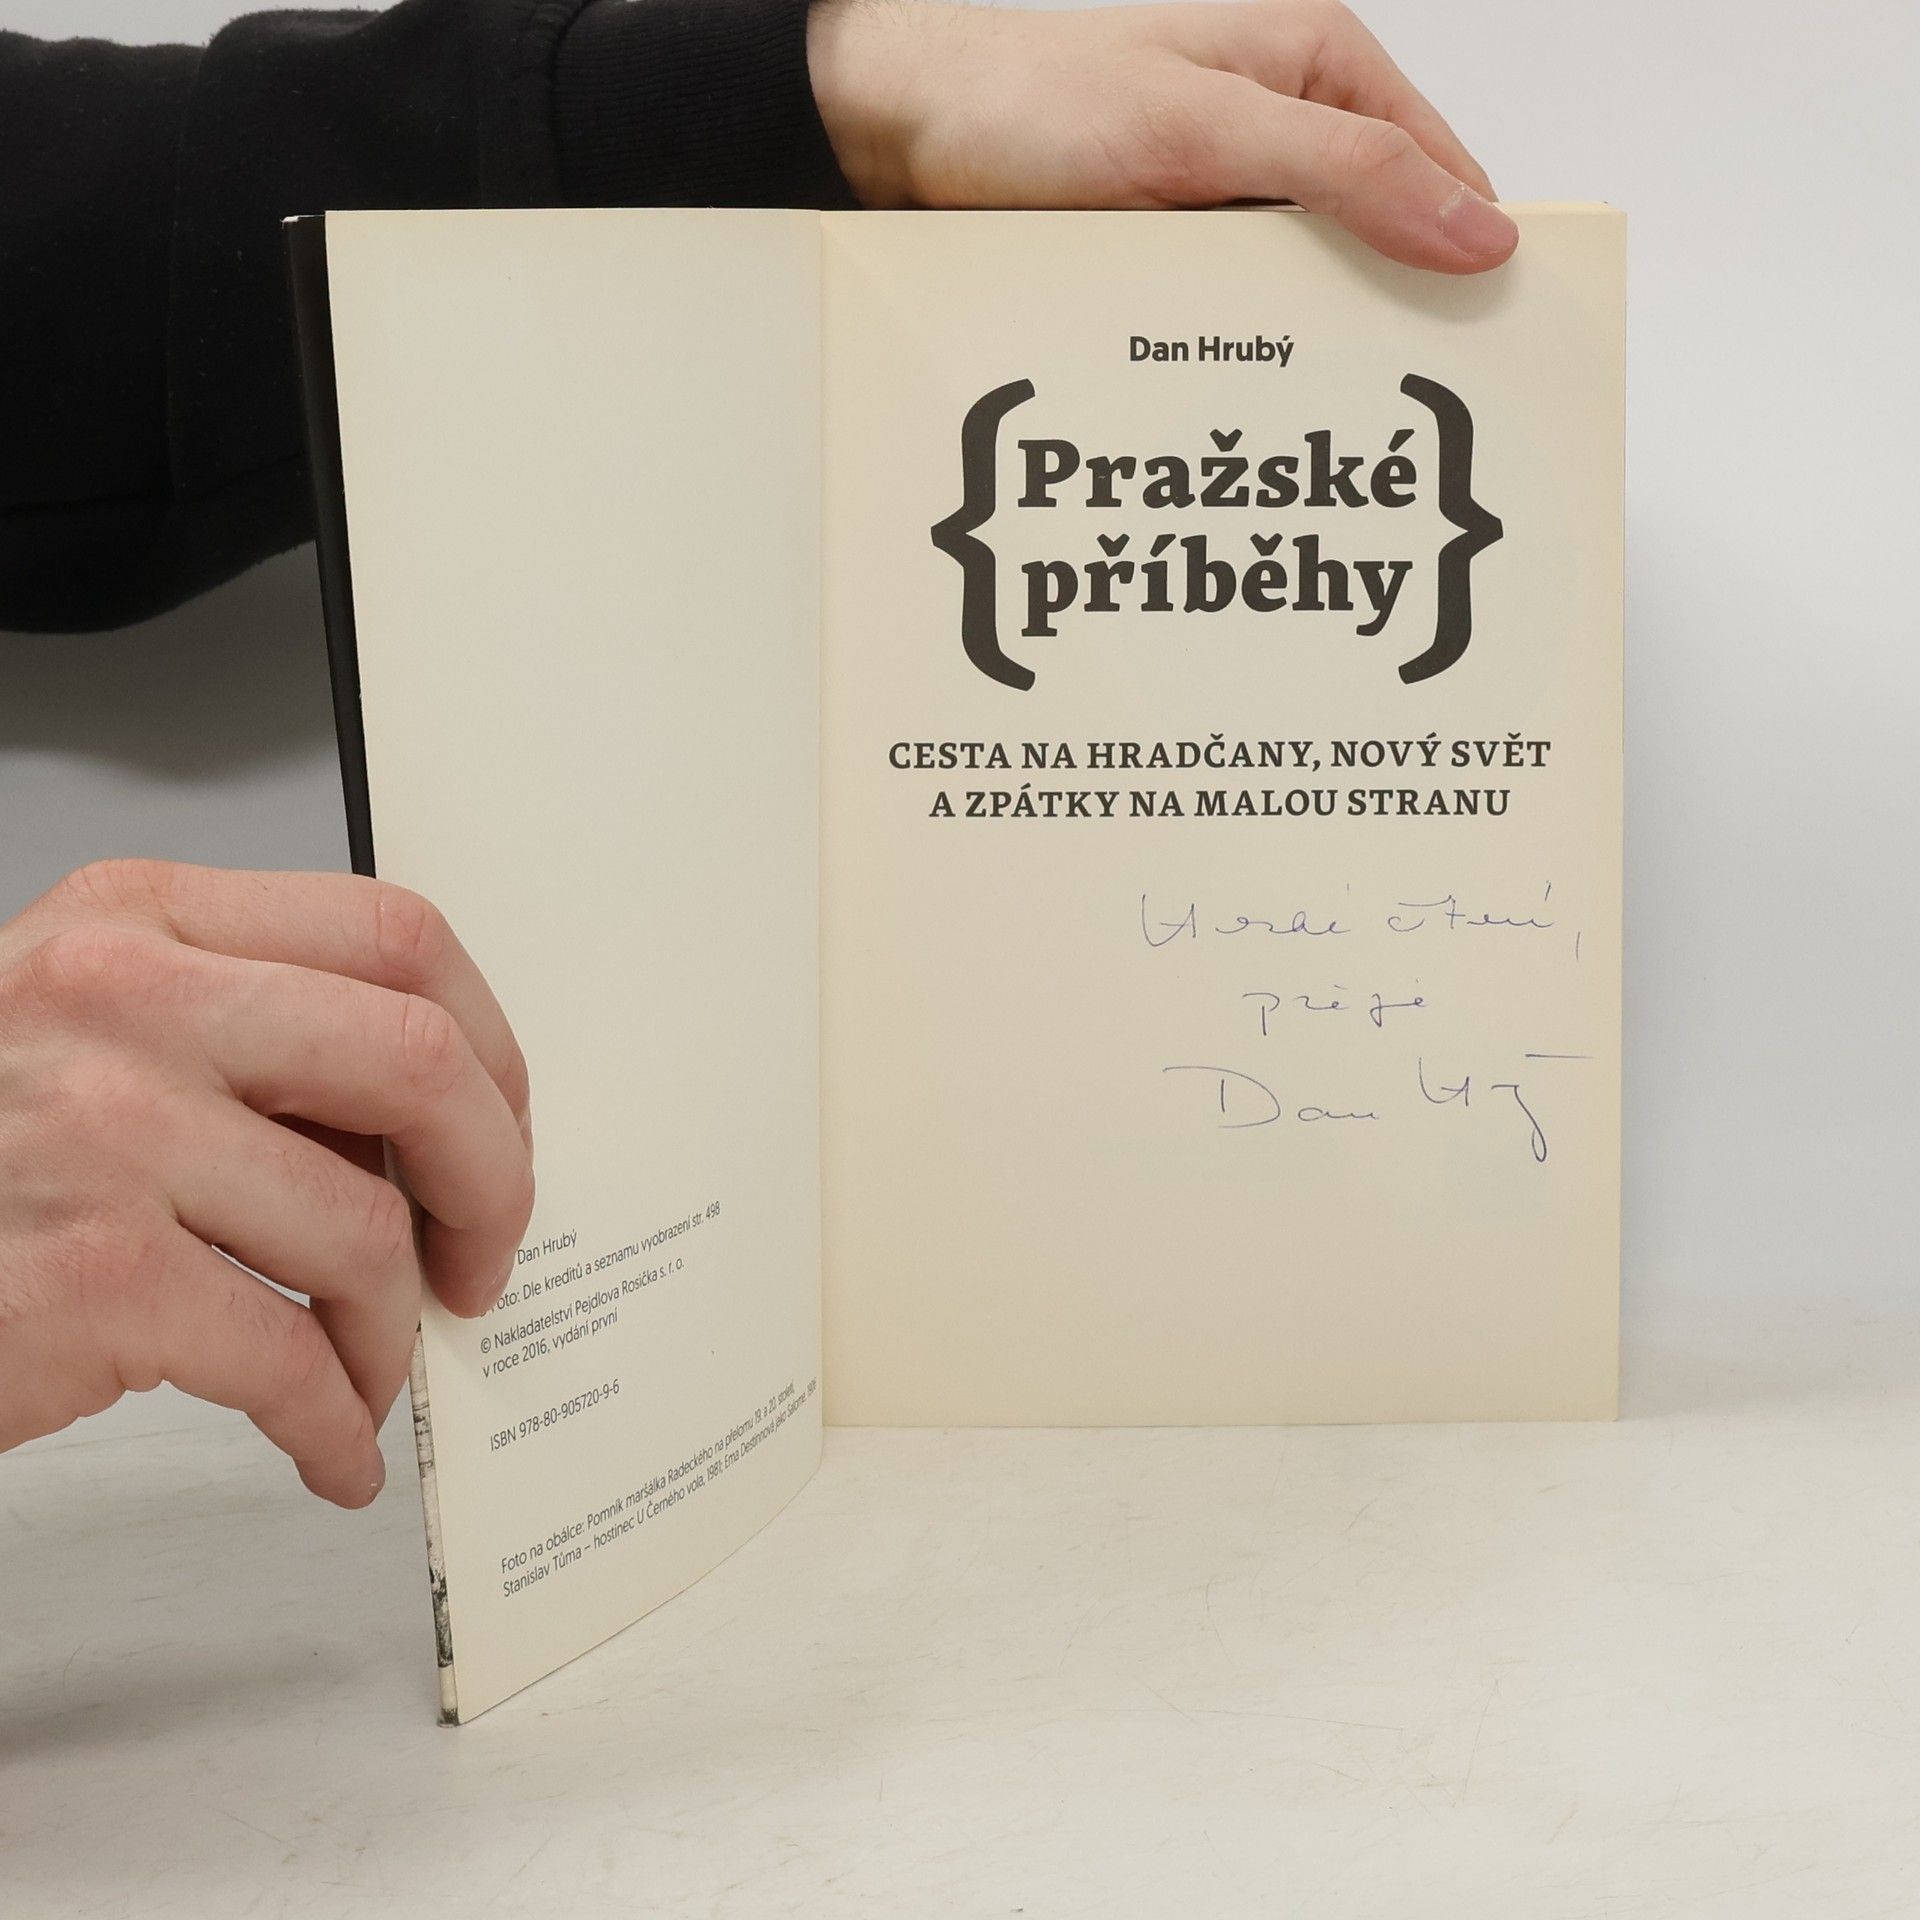 Dan Hrubý
Foto: Dle kreditů a seznamu vyobrazení str. 498
© Nakladatelství Pejdlova Rosička s. r. o.
v roce 2016, vydání první
ISBN 978-80-905720-9-6
Foto na obálce: Pomník maršálka Radeckého na přelomu 19. a 20. století,
Stanislav Tůma – hostinec U Černého vola, 1981; Ema Destinnová jako Salome, 1906
Dan Hrubý
{Pražské
příběhy}
CESTA NA HRADČANY, NOVÝ SVĚT
A ZPÁTKY NA MALOU STRANU
Hezké čtení,
přeje
Dan